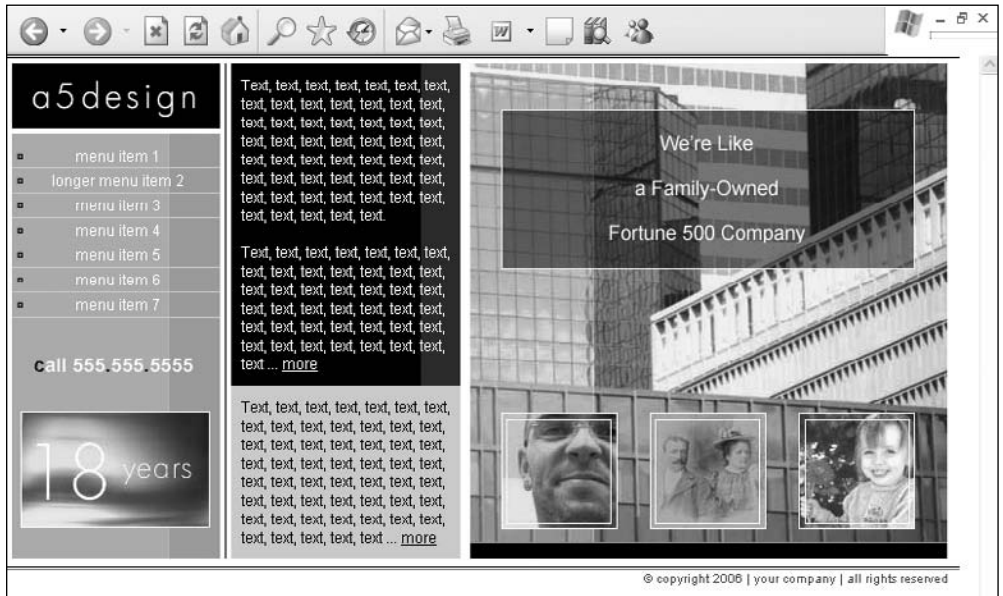 a5design
menu item 1
longer menu item 2
menu item 3
menu item 4
menu item 5
menu item 6
menu item 7
call 555.555.5555
18 years
Text, text, text, text, text, text, text,
text, text, text, text, text, text, text,
text, text, text, text, text, text, text,
text, text, text, text, text, text, text,
text, text, text, text, text, text, text,
text, text, text, text, text, text, text,
text, text, text, text, text, text, text,
text, text, text, text, text.
Text, text, text, text, text, text, text,
text, text, text, text, text, text, text,
text, text, text, text, text, text, text,
text, text, text, text, text, text, text,
text, text, text, text, text, text, text,
text, text, text, text, text, text, text,
text ... more
Text, text, text, text, text, text, text,
text, text, text, text, text, text, text,
text, text, text, text, text, text, text,
text, text, text, text, text, text, text,
text, text, text, text, text, text, text,
text, text, text, text, text, text, text,
text, text, text, text, text, text, text,
text, text, text, text, text ... more
We're Like
a Family-Owned
Fortune 500 Company
© copyright 2006 | your company | all rights reserved
W